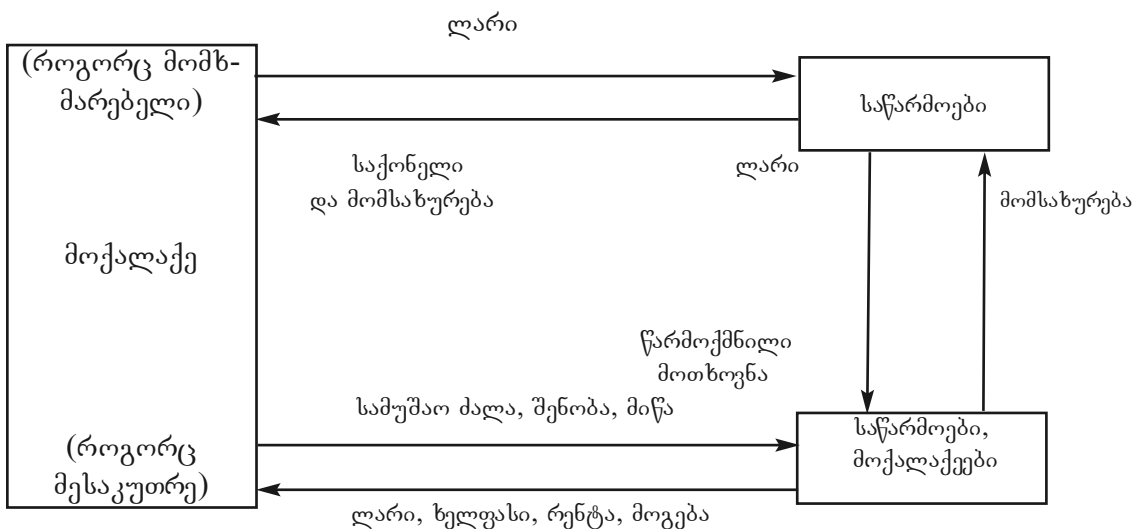 ლარი
(როგორც მომხ-
მარებელი)
საწარმოები
საქონელი
და მომსახურება
ლარი
მომსახურება
მოქალაქე
წარმოქმნილი
მოთხოვნა
სამუშაო ძალა, შენობა, მიწა
(როგორც
მესაკუთრე)
საწარმოები,
მოქალაქეები
ლარი, ხელფასი, რენტა, მოგება